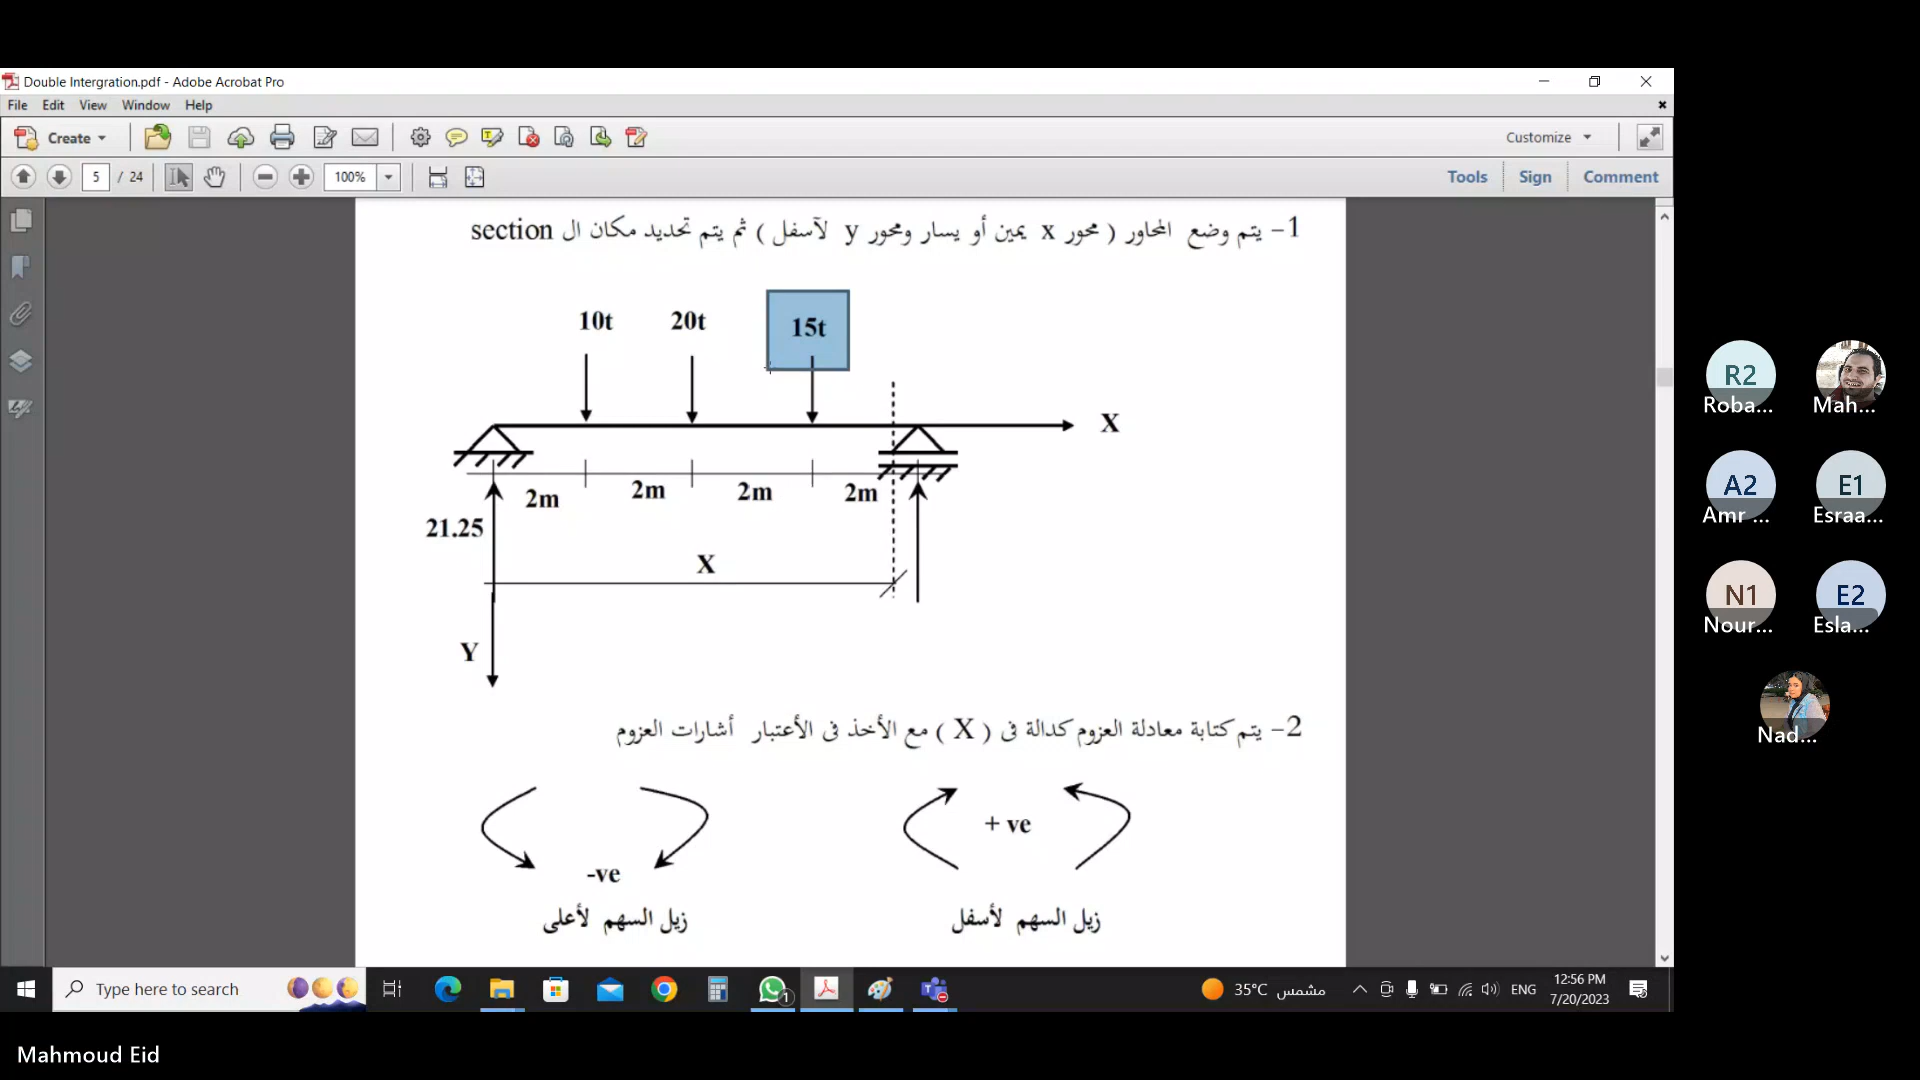 Double Intergration.pdf - Adobe Acrobat Pro
File Edit View Window Help
Create
Customize
5 / 24
100%
Tools Sign Comment
1- يتم وضع المحاور ( محور x يمين أو يسار ومحور y لآسفل ) ثم يتم تحديد مكان ال section
10t 20t 15t
X
2m 2m 2m 2m
21.25
X
Y
2- يتم كتابة معادلة العزوم كدالة فى ( X ) مع الأخذ فى الأعتبار أشارات العزوم
+ ve
-ve
زيل السهم لأعلى
زيل السهم لأسفل
R2
Roba...
Mah...
A2
Amr ...
E1
Esraa...
N1
Nour...
E2
Esla...
Nad...
Type here to search
1
35°C مشمس
ENG
12:56 PM
7/20/2023
Mahmoud Eid